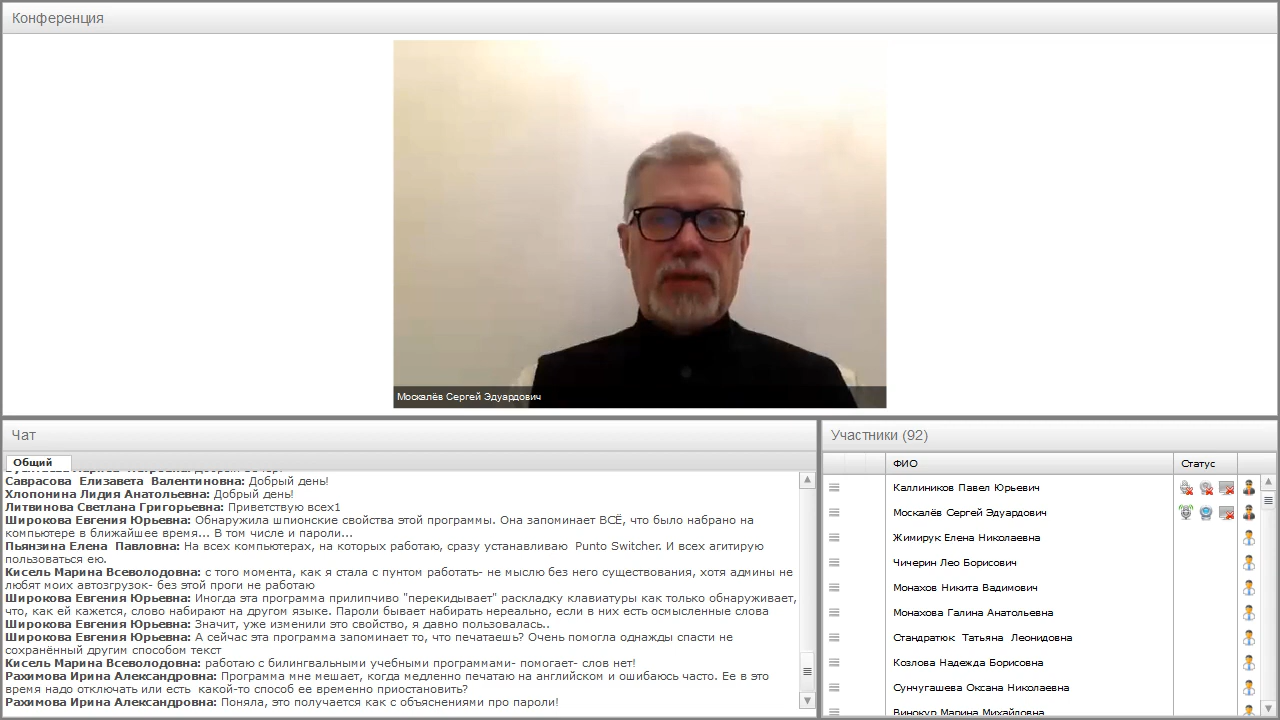 Конференция
Москалёв Сергей Эдуардович
Чат
Общий
Саврасова Елизавета Валентиновна: Добрый день!
Хлопонина Лидия Анатольевна: Добрый день!
Литвинова Светлана Григорьевна: Приветствую всех1
Широкова Евгения Юрьевна: Обнаружила шпионские свойства этой программы. Она запоминает ВСЁ, что было набрано на
компьютере в ближайшее время... В том числе и пароли...
Пьянзина Елена Павловна: На всех компьютерах, на которых работаю, сразу устанавливаю Punto Switcher. И всех агитирую
пользоваться ею.
Кисель Марина Всеволодовна: с того момента, как я стала с пунтом работать- не мыслю без него существования, хотя админы не
любят моих автозагрузок- без этой проги не работаю
Широкова Евгения Юрьевна: Иногда эта программа прилипчиво "перекидывает" раскладку клавиатуры как только обнаруживает,
что, как ей кажется, слово набирают на другом языке. Пароли бывает набирать нереально, если в них есть осмысленные слова
Широкова Евгения Юрьевна: Значит, уже изменили это свойство, я давно пользовалась..
Широкова Евгения Юрьевна: А сейчас эта программа запоминает то, что печатаешь? Очень помогла однажды спасти не
сохраненный другим способом текст
Кисель Марина Всеволодовна: работаю с билингвальными учебными программами- помощь- слов нет!
Рахимова Ирина Александровна: Программа мне мешает, когда медленно печатаю на английском и ошибаюсь часто. Ее в это
время надо отключать или есть какой-то способ ее временно приостановить?
Рахимова Ирина Александровна: Поняла, это получается как с объяснениями про пароли!
Участники (92)
ФИО
Статус
Каллиников Павел Юрьевич
Москалёв Сергей Эдуардович
Жимирук Елена Николаевна
Чичерин Лео Борисович
Монахов Никита Вадимович
Монахова Галина Анатольевна
Стандратюк Татьяна Леонидовна
Козлова Надежда Борисовна
Сунчугашева Оксана Николаевна
Винокур Марина Михайловна